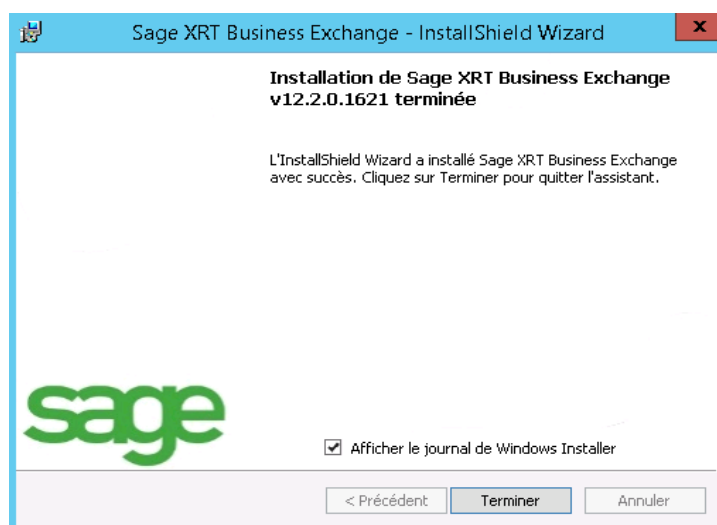 Sage XRT Business Exchange - InstallShield Wizard
x
Installation de Sage XRT Business Exchange
v12.2.0.1621 terminée
L'InstallShield Wizard a installé Sage XRT Business Exchange
avec succès. Cliquez sur Terminer pour quitter l'assistant.
sage
Afficher le journal de Windows Installer
< Précédent Terminer Annuler